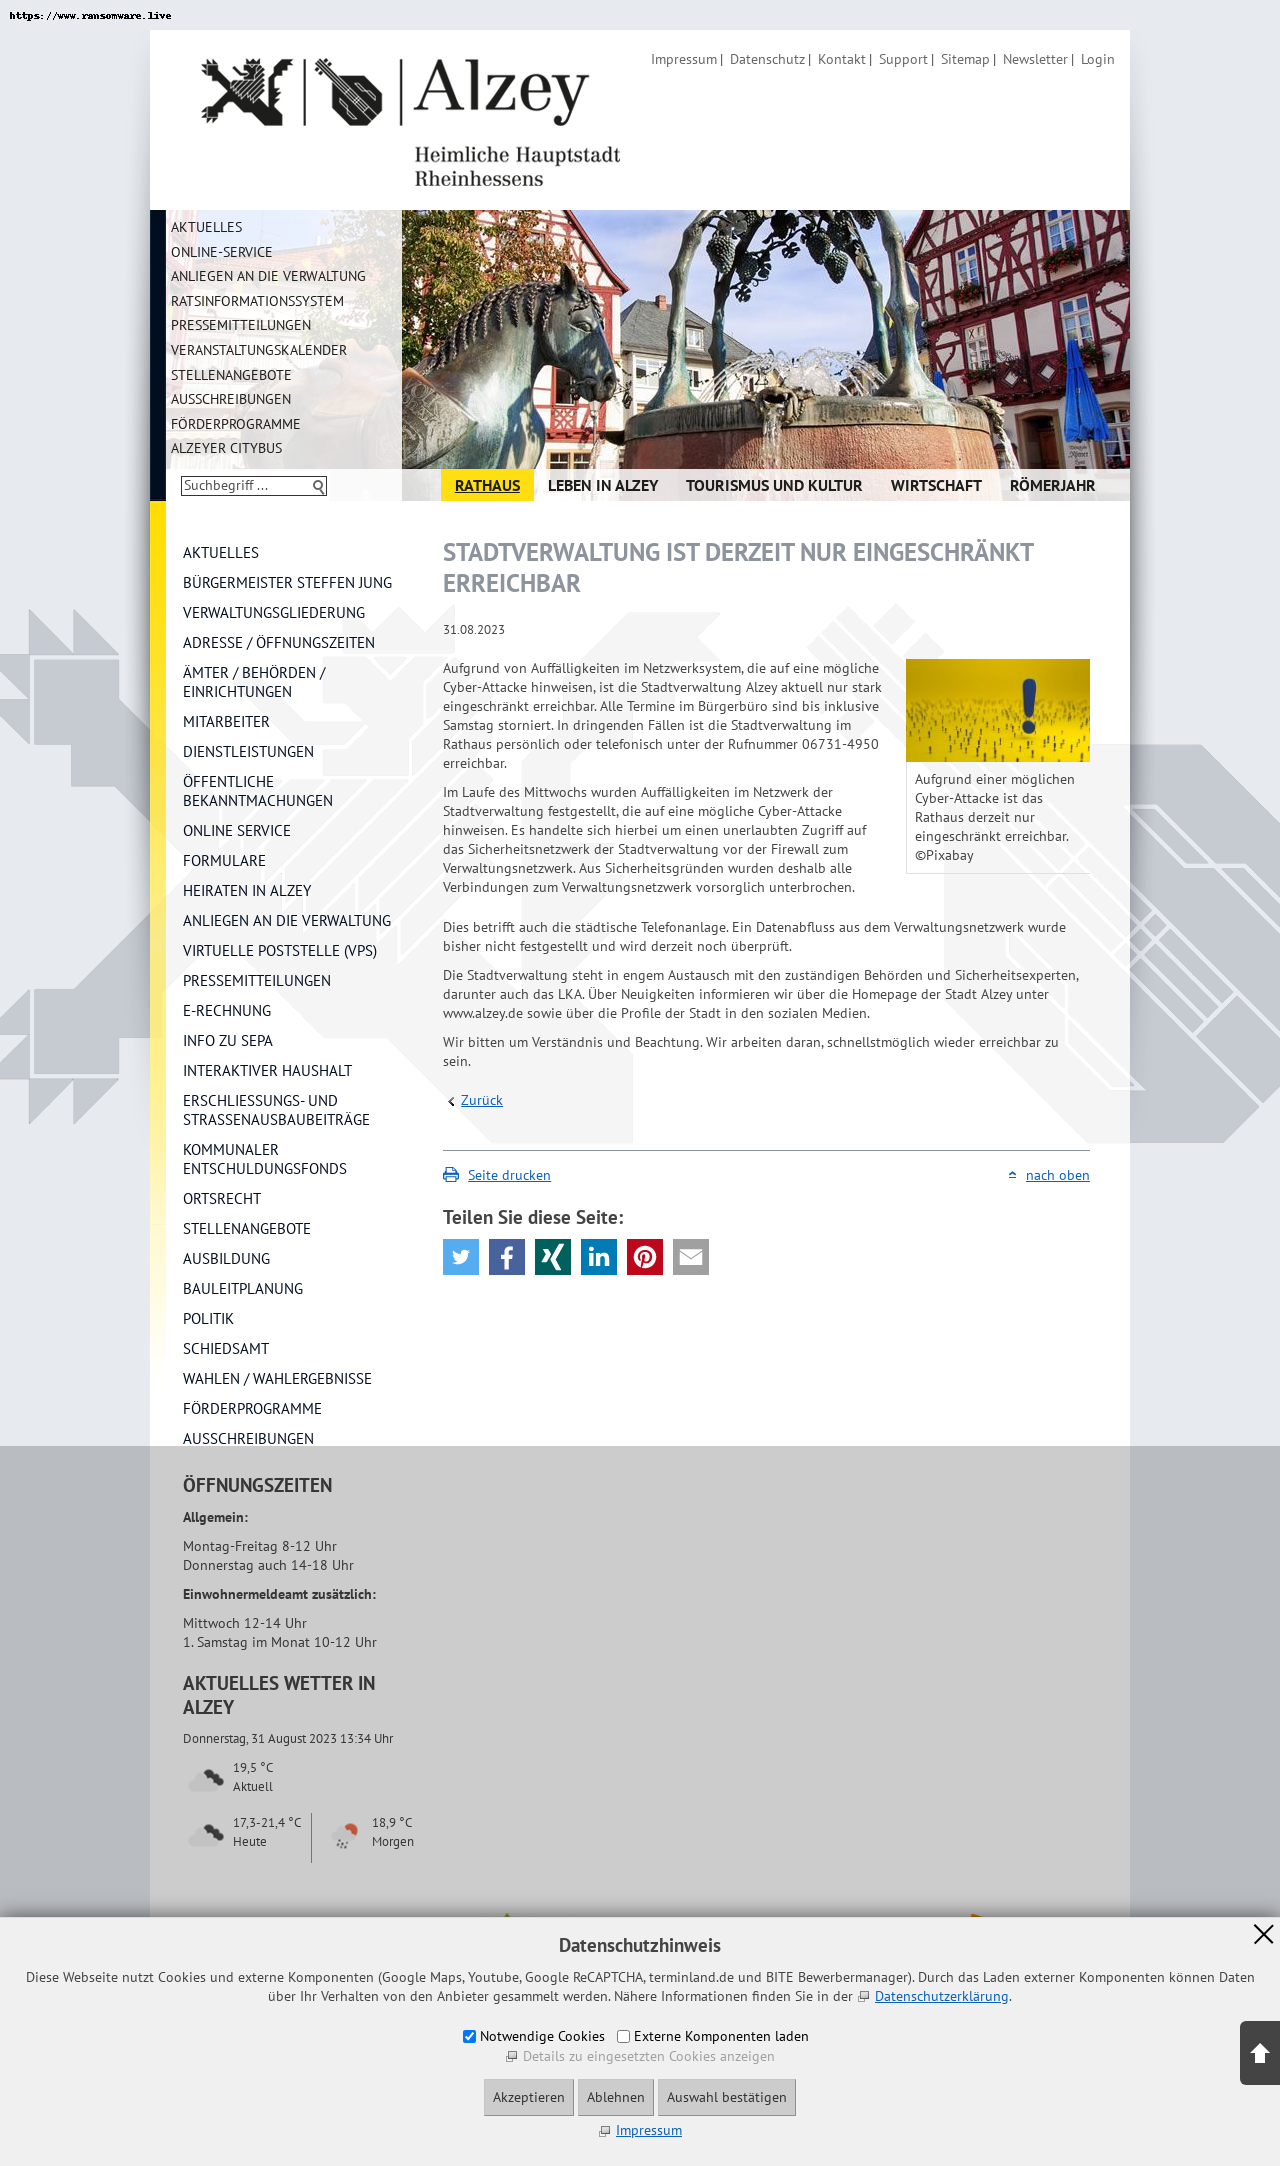 https://www.ransomware.live
Impressum | Datenschutz | Kontakt | Support | Sitemap | Newsletter | Login
Alzey
Heimliche Hauptstadt
Rheinhessens
AKTUELLES
ONLINE-SERVICE
ANLIEGEN AN DIE VERWALTUNG
RATSINFORMATIONSSYSTEM
PRESSEMITTEILUNGEN
VERANSTALTUNGSKALENDER
STELLENANGEBOTE
AUSSCHREIBUNGEN
FÖRDERPROGRAMME
ALZEYER CITYBUS
Suchbegriff ...
RATHAUS LEBEN IN ALZEY TOURISMUS UND KULTUR WIRTSCHAFT RÖMERJAHR
AKTUELLES
BÜRGERMEISTER STEFFEN JUNG
VERWALTUNGSGLIEDERUNG
ADRESSE / ÖFFNUNGSZEITEN
ÄMTER / BEHÖRDEN /
EINRICHTUNGEN
MITARBEITER
DIENSTLEISTUNGEN
ÖFFENTLICHE
BEKANNTMACHUNGEN
ONLINE SERVICE
FORMULARE
HEIRATEN IN ALZEY
ANLIEGEN AN DIE VERWALTUNG
VIRTUELLE POSTSTELLE (VPS)
PRESSEMITTEILUNGEN
E-RECHNUNG
INFO ZU SEPA
INTERAKTIVER HAUSHALT
ERSCHLIESSUNGS- UND
STRASSENAUSBAUBEITRÄGE
KOMMUNALER
ENTSCHULDUNGSFONDS
ORTSRECHT
STELLENANGEBOTE
AUSBILDUNG
BAULEITPLANUNG
POLITIK
SCHIEDSAMT
WAHLEN / WAHLERGEBNISSE
FÖRDERPROGRAMME
AUSSCHREIBUNGEN
STADTVERWALTUNG IST DERZEIT NUR EINGESCHRÄNKT
ERREICHBAR
31.08.2023
Aufgrund von Auffälligkeiten im Netzwerksystem, die auf eine mögliche
Cyber-Attacke hinweisen, ist die Stadtverwaltung Alzey aktuell nur stark
eingeschränkt erreichbar. Alle Termine im Bürgerbüro sind bis inklusive
Samstag storniert. In dringenden Fällen ist die Stadtverwaltung im
Rathaus persönlich oder telefonisch unter der Rufnummer 06731-4950
erreichbar.
Im Laufe des Mittwochs wurden Auffälligkeiten im Netzwerk der
Stadtverwaltung festgestellt, die auf eine mögliche Cyber-Attacke
hinweisen. Es handelte sich hierbei um einen unerlaubten Zugriff auf
das Sicherheitsnetzwerk der Stadtverwaltung vor der Firewall zum
Verwaltungsnetzwerk. Aus Sicherheitsgründen wurden deshalb alle
Verbindungen zum Verwaltungsnetzwerk vorsorglich unterbrochen.
Aufgrund einer möglichen
Cyber-Attacke ist das
Rathaus derzeit nur
eingeschränkt erreichbar.
©Pixabay
Dies betrifft auch die städtische Telefonanlage. Ein Datenabfluss aus dem Verwaltungsnetzwerk wurde
bisher nicht festgestellt und wird derzeit noch überprüft.
Die Stadtverwaltung steht in engem Austausch mit den zuständigen Behörden und Sicherheitsexperten,
darunter auch das LKA. Über Neuigkeiten informieren wir über die Homepage der Stadt Alzey unter
www.alzey.de sowie über die Profile der Stadt in den sozialen Medien.
Wir bitten um Verständnis und Beachtung. Wir arbeiten daran, schnellstmöglich wieder erreichbar zu
sein.
Zurück
Seite drucken nach oben
Teilen Sie diese Seite:
ÖFFNUNGSZEITEN
Allgemein:
Montag-Freitag 8-12 Uhr
Donnerstag auch 14-18 Uhr
Einwohnermeldeamt zusätzlich:
Mittwoch 12-14 Uhr
1. Samstag im Monat 10-12 Uhr
AKTUELLES WETTER IN
ALZEY
Donnerstag, 31 August 2023 13:34 Uhr
19,5 °C
Aktuell
17,3-21,4 °C 18,9 °C
Heute Morgen
Datenschutzhinweis
Diese Webseite nutzt Cookies und externe Komponenten (Google Maps, Youtube, Google ReCAPTCHA, terminland.de und BITE Bewerbermanager). Durch das Laden externer Komponenten können Daten
über Ihr Verhalten von den Anbieter gesammelt werden. Nähere Informationen finden Sie in der Datenschutzerklärung.
Notwendige Cookies Externe Komponenten laden
Details zu eingesetzten Cookies anzeigen
Akzeptieren Ablehnen Auswahl bestätigen
Impressum